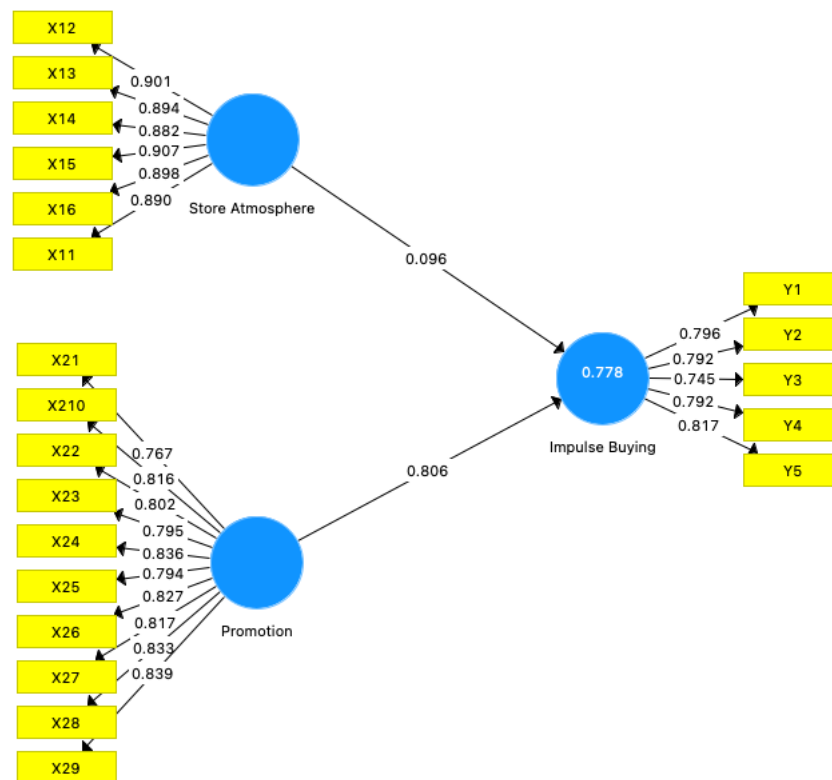 X12
X13
X14
X15
X16
X11
0.901
0.894
0.882
0.907
0.898
0.890
Store Atmosphere
0.096
X21
X210
X22
X23
X24
X25
X26
X27
X28
X29
0.767
0.816
0.802
0.795
0.836
0.794
0.827
0.817
0.833
0.839
Promotion
0.806
0.778
Impulse Buying
0.796
0.792
0.745
0.792
0.817
Y1
Y2
Y3
Y4
Y5